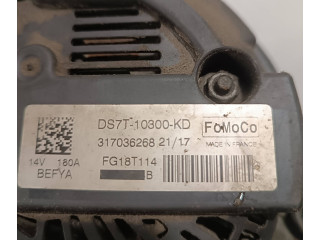 DS7T-10300-KD
FoMoCo
317036268 21/17
MADE IN FRANCE
14V 180A
FG18T114
BEFYA
B